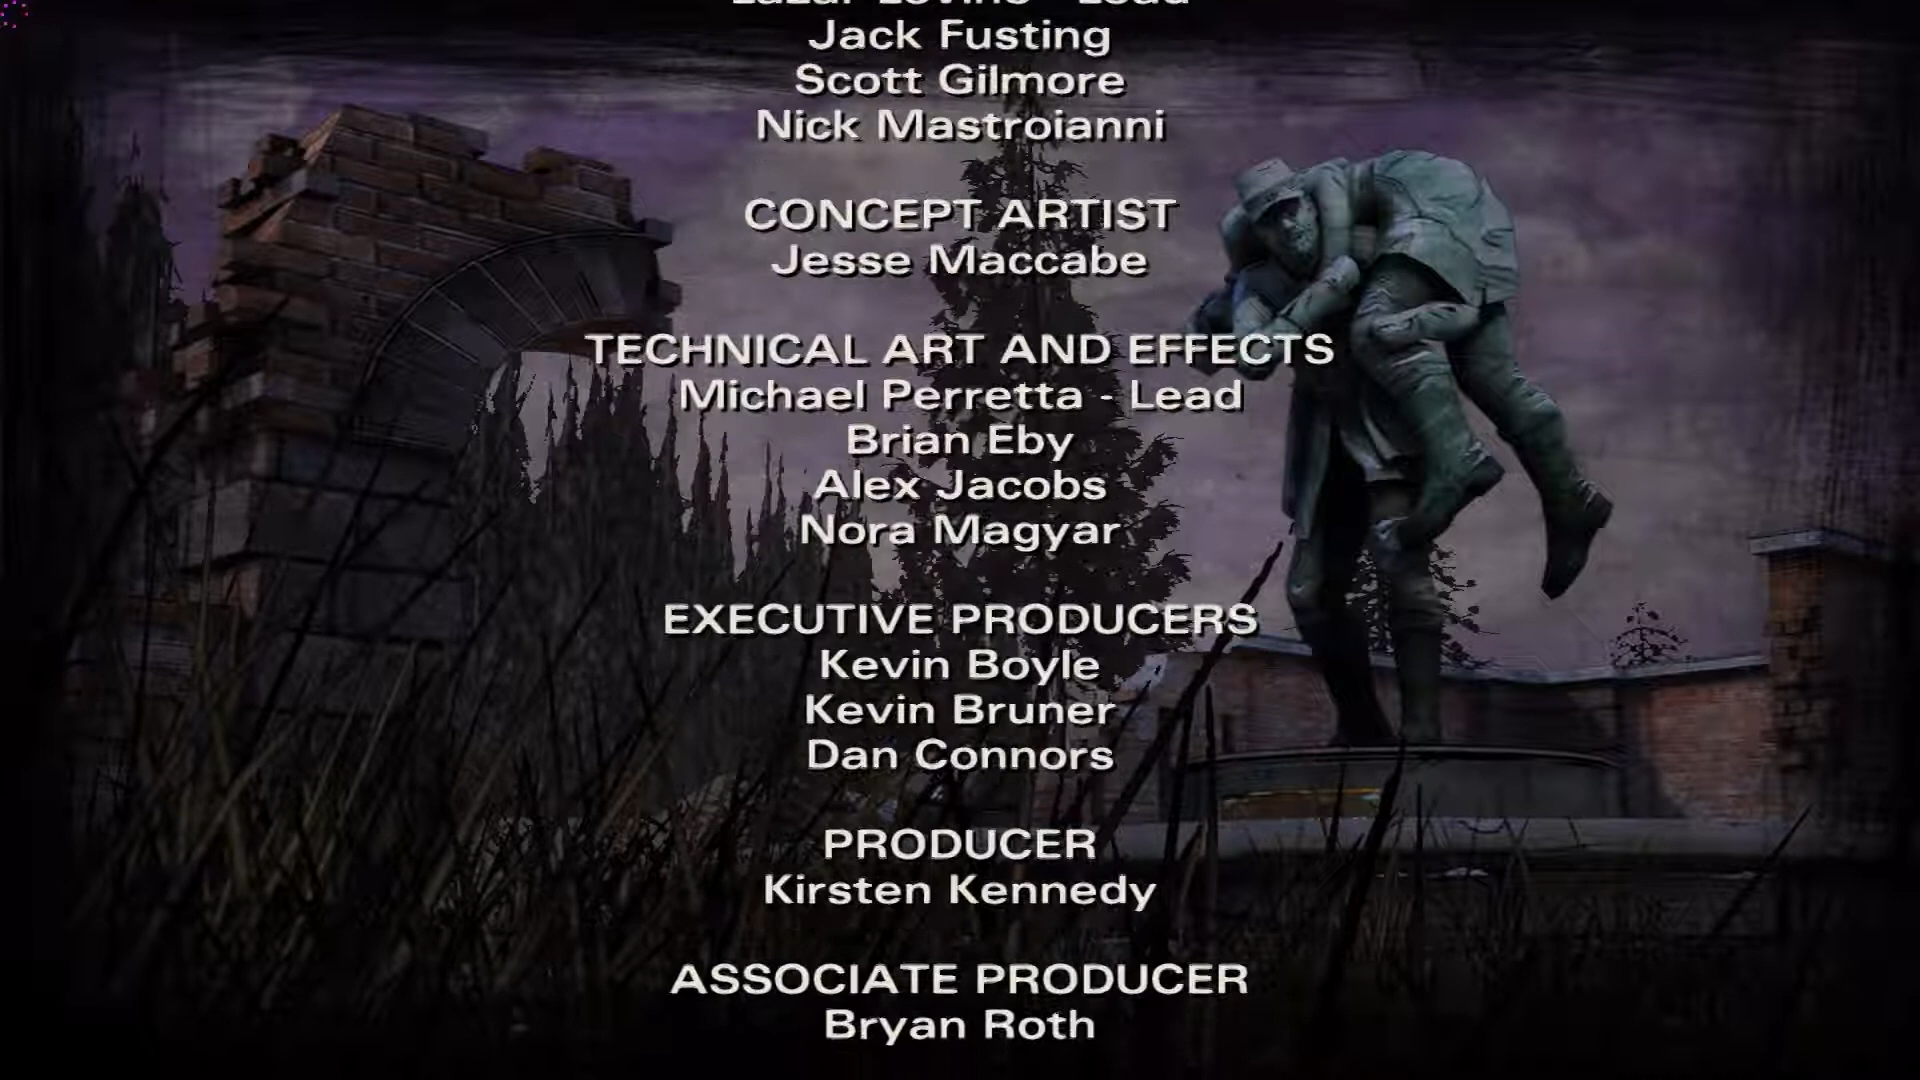 Jack Fusting
Scott Gilmore
Nick Mastroianni
CONCEPT ARTIST
Jesse Maccabe
TECHNICAL ART AND EFFECTS
Michael Perretta - Lead
Brian Eby
Alex Jacobs
Nora Magyar
EXECUTIVE PRODUCERS
Kevin Boyle
Kevin Bruner
Dan Connors
PRODUCER
Kirsten Kennedy
ASSOCIATE PRODUCER
Bryan Roth